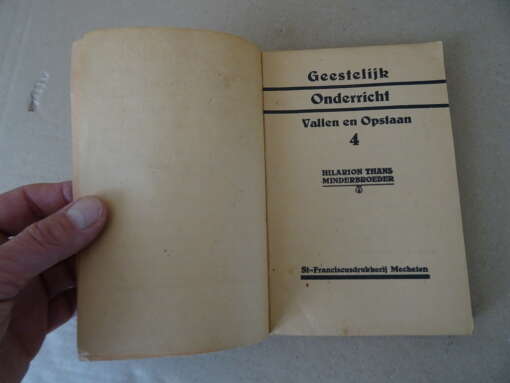 Geestelijk
Onderricht
Vallen en Opstaan
4
HILARION THANS
MINDERBROEDER
St-Franciscusdrukkerij Mechelen